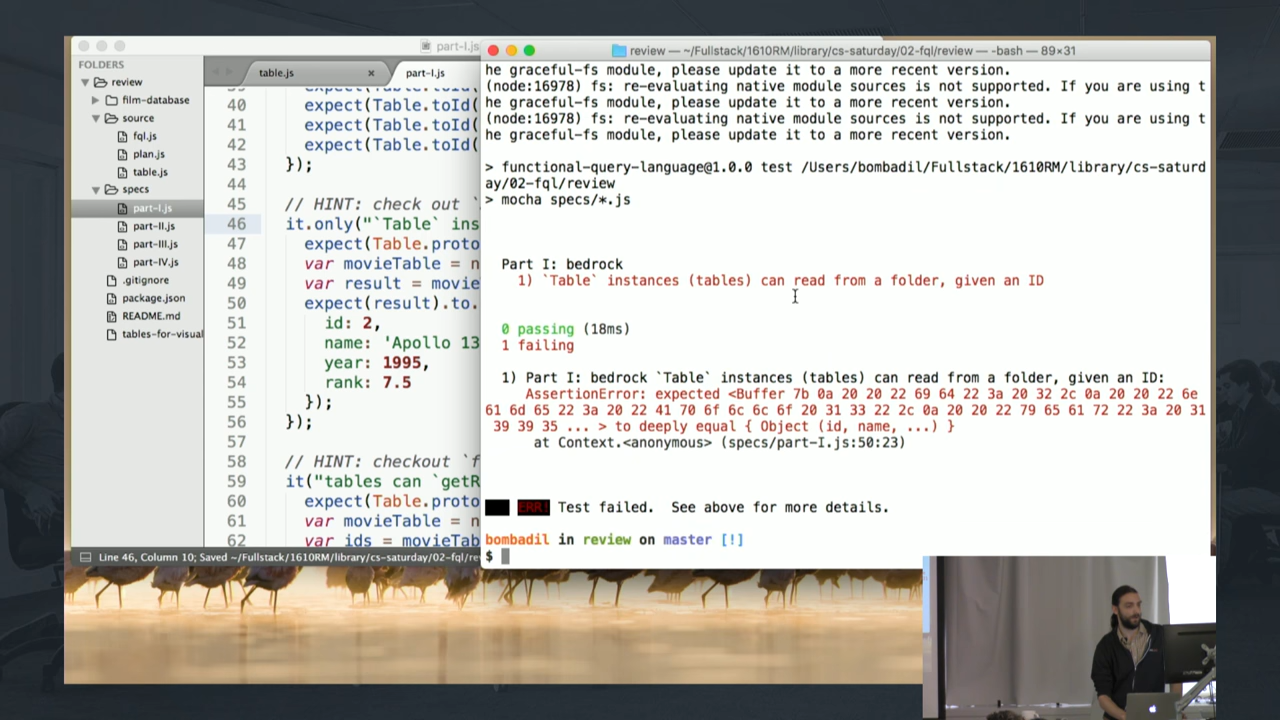 part-I.js
review — ~/Fullstack/1610RM/library/cs-saturday/02-fql/review — -bash — 89×31
FOLDERS
review
film-database
source
fql.js
plan.js
table.js
specs
part-I.js
part-II.js
part-III.js
part-IV.js
.gitignore
package.json
README.md
tables-for-visual
table.js × part-I.js
40 expect(Table.toId(
41 expect(Table.toId(
42 expect(Table.toId(
43 });
44
45 // HINT: check out `
46 it.only("`Table` ins
47 expect(Table.proto
48 var movieTable = n
49 var result = movie
50 expect(result).to.
51 id: 2,
52 name: 'Apollo 13
53 year: 1995,
54 rank: 7.5
55 });
56 });
57
58 // HINT: checkout `f
59 it("tables can `getR
60 expect(Table.proto
61 var movieTable = n
62 var ids = movieTab
Line 46, Column 10; Saved ~/Fullstack/1610RM/library/cs-saturday/02-fql/re
he graceful-fs module, please update it to a more recent version.
(node:16978) fs: re-evaluating native module sources is not supported. If you are using t
he graceful-fs module, please update it to a more recent version.
(node:16978) fs: re-evaluating native module sources is not supported. If you are using t
he graceful-fs module, please update it to a more recent version.
> functional-query-language@1.0.0 test /Users/bombadil/Fullstack/1610RM/library/cs-saturd
ay/02-fql/review
> mocha specs/*.js
Part I: bedrock
1) `Table` instances (tables) can read from a folder, given an ID
0 passing (18ms)
1 failing
1) Part I: bedrock `Table` instances (tables) can read from a folder, given an ID:
AssertionError: expected <Buffer 7b 0a 20 20 22 69 64 22 3a 20 32 2c 0a 20 20 22 6e
61 6d 65 22 3a 20 22 41 70 6f 6c 6c 6f 20 31 33 22 2c 0a 20 20 22 79 65 61 72 22 3a 20 31
39 39 35 ... > to deeply equal { Object (id, name, ...) }
at Context.<anonymous> (specs/part-I.js:50:23)
ERR! Test failed. See above for more details.
bombadil in review on master [!]
$